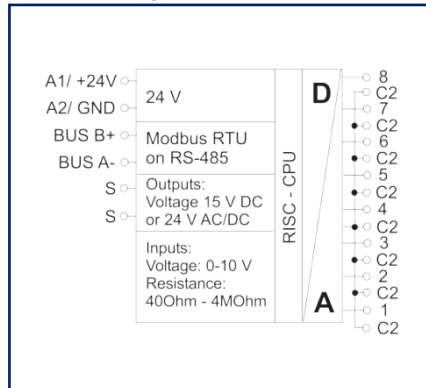 A1/ +24V
A2/ GND
BUS B+
BUS A-
S
S
24 V
Modbus RTU
on RS-485
Outputs:
Voltage 15 V DC
or 24 V AC/DC
Inputs:
Voltage: 0-10 V
Resistance:
40Ohm - 4MOhm
RISC - CPU
D
A
8
C2
7
C2
6
C2
5
C2
4
C2
3
C2
2
C2
1
C2